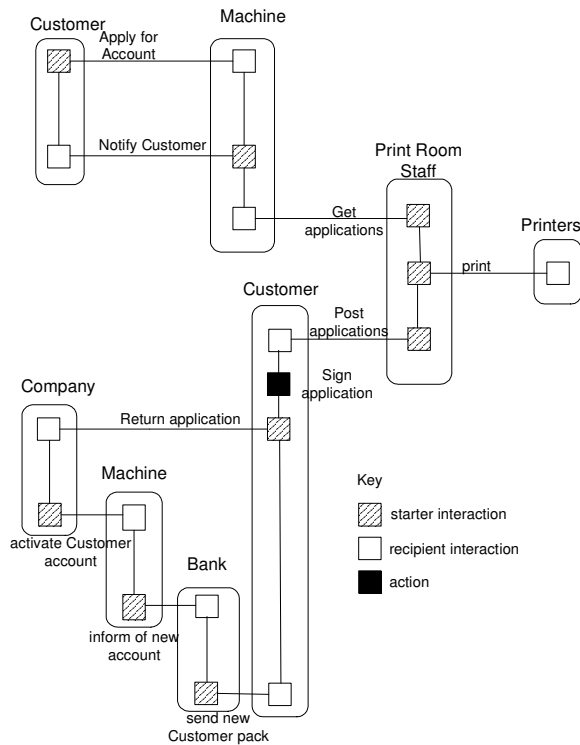 Customer
Machine
Apply for
Account
Notify Customer
Print Room
Staff
Get
applications
Printers
print
Customer
Post
applications
Sign
application
Company
Return application
Machine
Key
starter interaction
activate Customer
account
recipient interaction
Bank
action
inform of new
account
send new
Customer pack